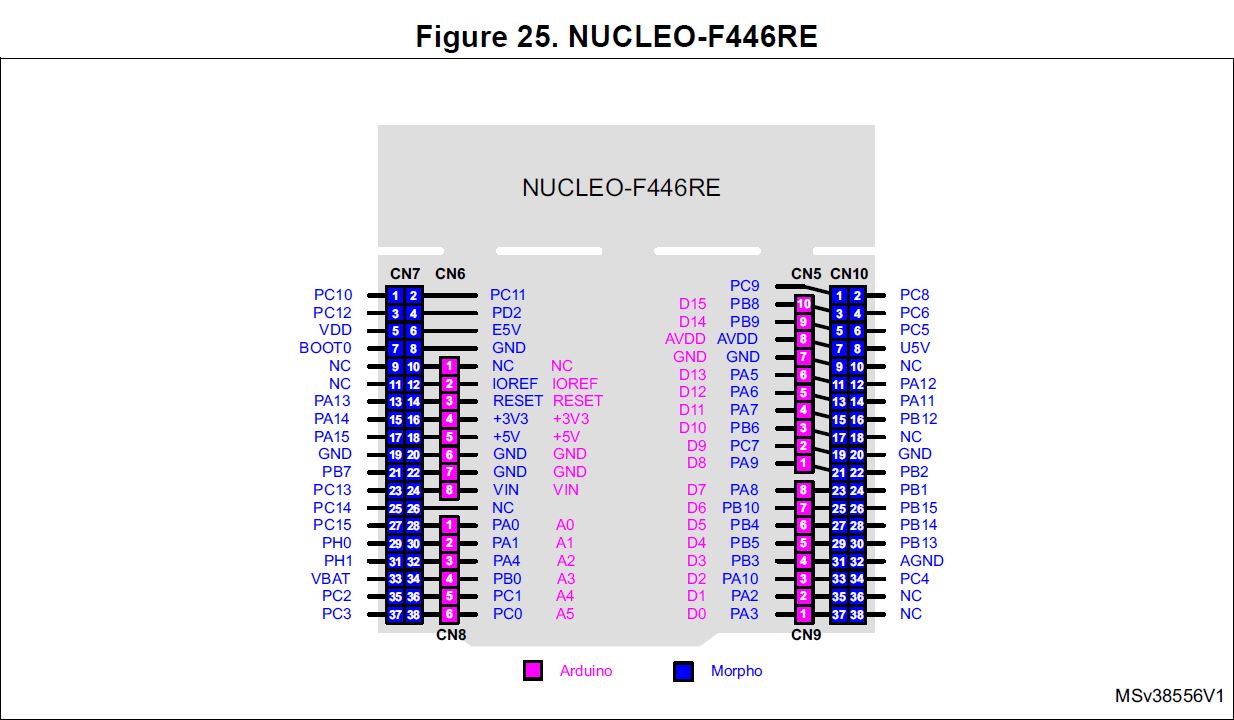 Figure 25. NUCLEO-F446RE
NUCLEO-F446RE
CN7 CN6 CN5 CN10
PC9
PC10 1 2 PC11 D15 PB8 10 1 2 PC8
PC12 3 4 PD2 D14 PB9 9 3 4 PC6
VDD 5 6 E5V AVDD AVDD 8 5 6 PC5
BOOT0 7 8 GND GND GND 7 7 8 U5V
NC 9 10 1 NC NC D13 PA5 6 9 10 NC
NC 11 12 2 IOREF IOREF D12 PA6 5 11 12 PA12
PA13 13 14 3 RESET RESET D11 PA7 4 13 14 PA11
PA14 15 16 4 +3V3 +3V3 D10 PB6 3 15 16 PB12
PA15 17 18 5 +5V +5V D9 PC7 2 17 18 NC
GND 19 20 6 GND GND D8 PA9 1 19 20 GND
PB7 21 22 7 GND GND 21 22 PB2
PC13 23 24 8 VIN VIN D7 PA8 8 23 24 PB1
PC14 25 26 NC D6 PB10 7 25 26 PB15
PC15 27 28 1 PA0 A0 D5 PB4 6 27 28 PB14
PH0 29 30 2 PA1 A1 D4 PB5 5 29 30 PB13
PH1 31 32 3 PA4 A2 D3 PB3 4 31 32 AGND
VBAT 33 34 4 PB0 A3 D2 PA10 3 33 34 PC4
PC2 35 36 5 PC1 A4 D1 PA2 2 35 36 NC
PC3 37 38 6 PC0 A5 D0 PA3 1 37 38 NC
CN8 CN9
Arduino Morpho
MSv38556V1